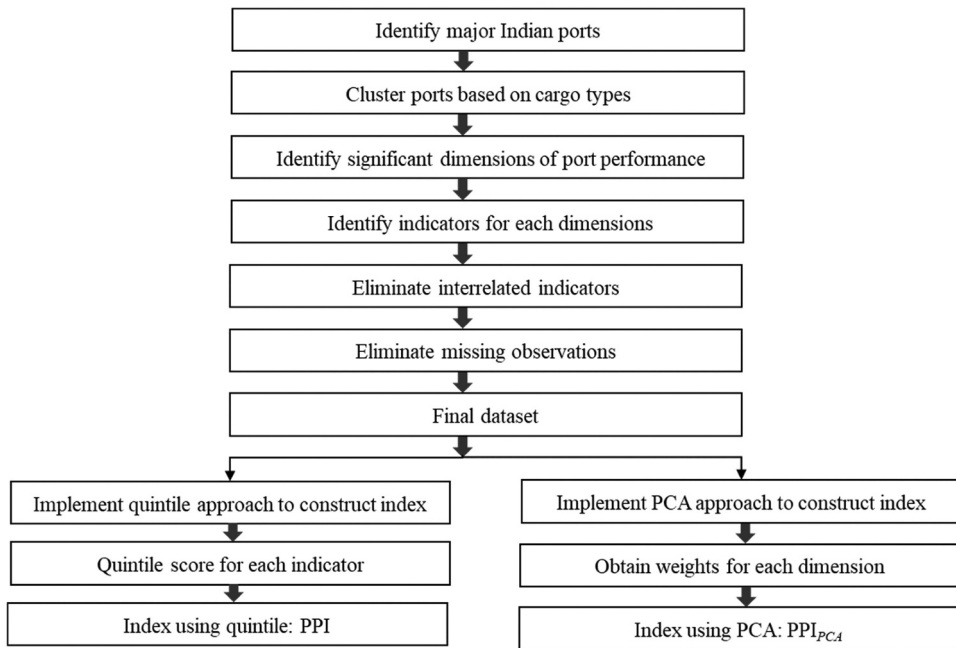 Identify major Indian ports
Cluster ports based on cargo types
Identify significant dimensions of port performance
Identify indicators for each dimensions
Eliminate interrelated indicators
Eliminate missing observations
Final dataset
Implement quintile approach to construct index
Quintile score for each indicator
Index using quintile: PPI
Implement PCA approach to construct index
Obtain weights for each dimension
Index using PCA: PPI_PCA